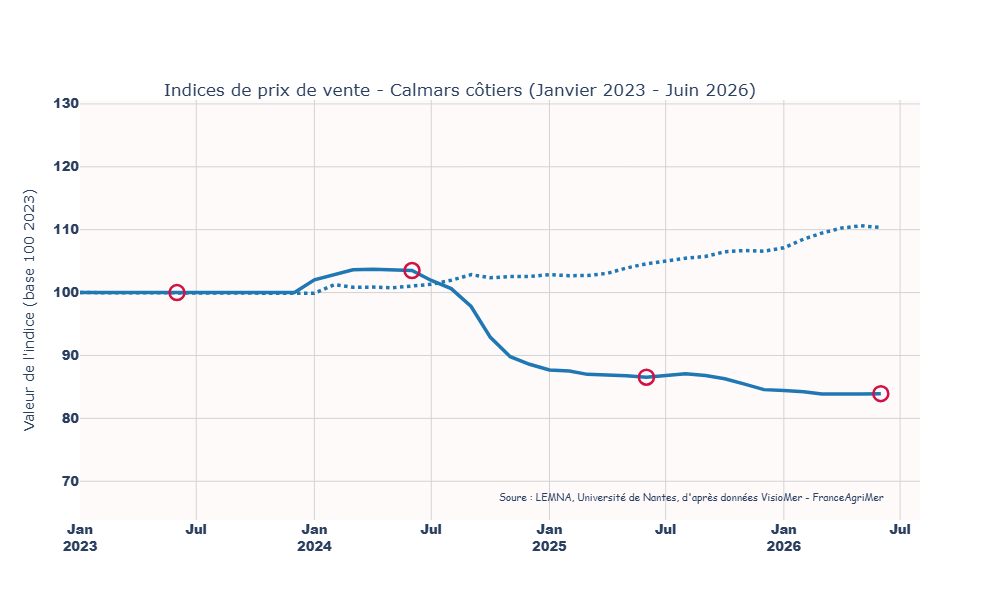 Indices de prix de vente - Calmars côtiers (Janvier 2023 - Juin 2026)
130
120
110
100
90
80
70
Valeur de l'indice (base 100 2023)
Soure : LEMNA, Université de Nantes, d'après données VisioMer - FranceAgriMer
Jan Jul Jan Jul Jan Jul Jan Jul
2023 2024 2025 2026